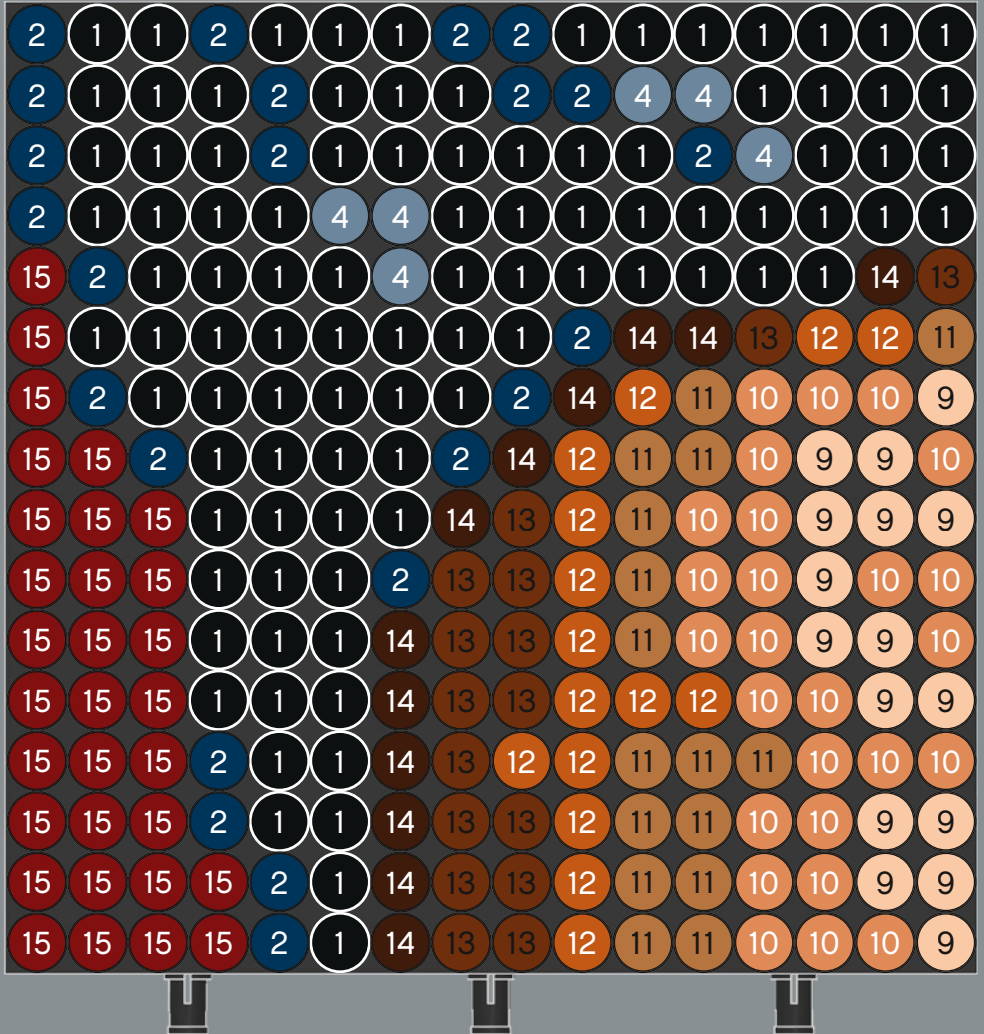 2 1 1 2 1 1 1 2 2 1 1 1 1 1 1 1
2 1 1 1 2 1 1 1 2 2 4 4 1 1 1 1
2 1 1 1 2 1 1 1 1 1 1 2 4 1 1 1
2 1 1 1 1 4 4 1 1 1 1 1 1 1 1 1
15 2 1 1 1 1 4 1 1 1 1 1 1 1 14 13
15 1 1 1 1 1 1 1 1 2 14 14 13 12 12 11
15 2 1 1 1 1 1 1 2 14 12 11 10 10 10 9
15 15 2 1 1 1 1 2 14 12 11 11 10 9 9 10
15 15 15 1 1 1 1 14 13 12 11 10 10 9 9 9
15 15 15 1 1 1 2 13 13 12 11 10 10 9 10 10
15 15 15 1 1 1 14 13 13 12 11 10 10 9 9 10
15 15 15 1 1 1 14 13 13 12 12 12 10 10 9 9
15 15 15 2 1 1 14 13 12 12 11 11 11 10 10 10
15 15 15 2 1 1 14 13 13 12 11 11 10 10 9 9
15 15 15 15 2 1 14 13 13 12 11 11 10 10 9 9
15 15 15 15 2 1 14 13 13 12 11 11 10 10 10 9